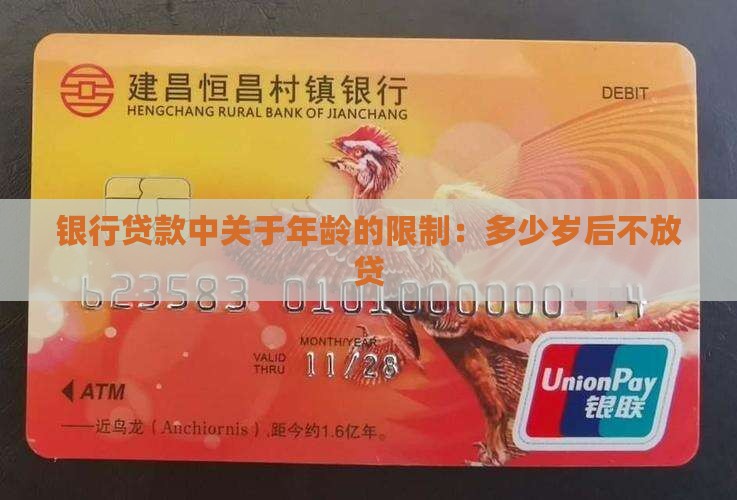 建昌恒昌村镇银行
HENGCHANG RURAL BANK OF JIANCHANG
DEBIT
银行贷款中关于年龄的限制：多少岁后不放
贷
623583 0101000000
MONTH/YEAR
VALID
THRU
11/28
ATM
UnionPay
银联
——近鸟龙（Anchiornis）,距今约1.6亿年。